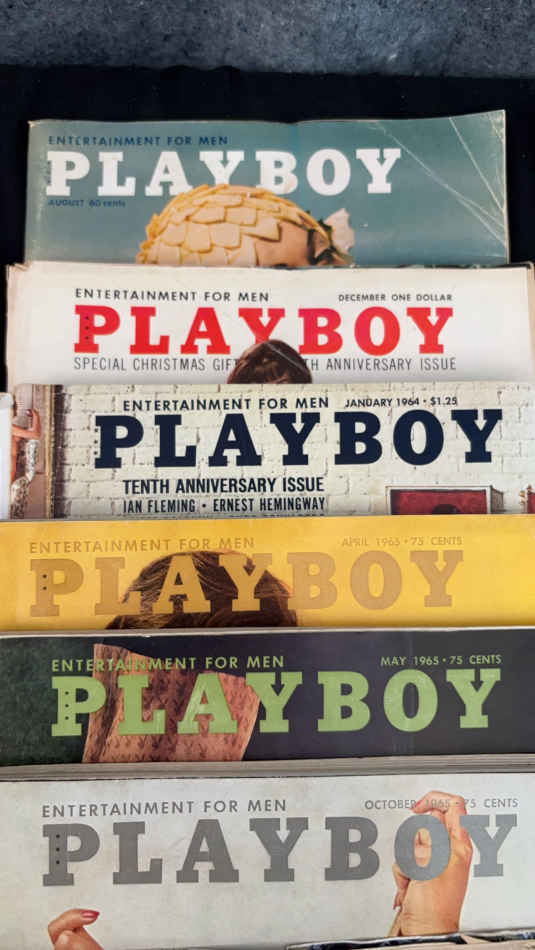 ENTERTAINMENT FOR MEN
PLAYBOY
AUGUST 60 cents
ENTERTAINMENT FOR MEN DECEMBER ONE DOLLAR
PLAYBOY
SPECIAL CHRISTMAS GIFT TH ANNIVERSARY ISSUE
ENTERTAINMENT FOR MEN JANUARY 1964 • $1.25
PLAYBOY
TENTH ANNIVERSARY ISSUE
IAN FLEMING • ERNEST HEMINGWAY
ENTERTAINMENT FOR MEN APRIL 1965 • 75 CENTS
PLAYBOY
ENTERTAINMENT FOR MEN MAY 1965 • 75 CENTS
PLAYBOY
ENTERTAINMENT FOR MEN OCTOBER 1965 • 75 CENTS
PLAYBOY